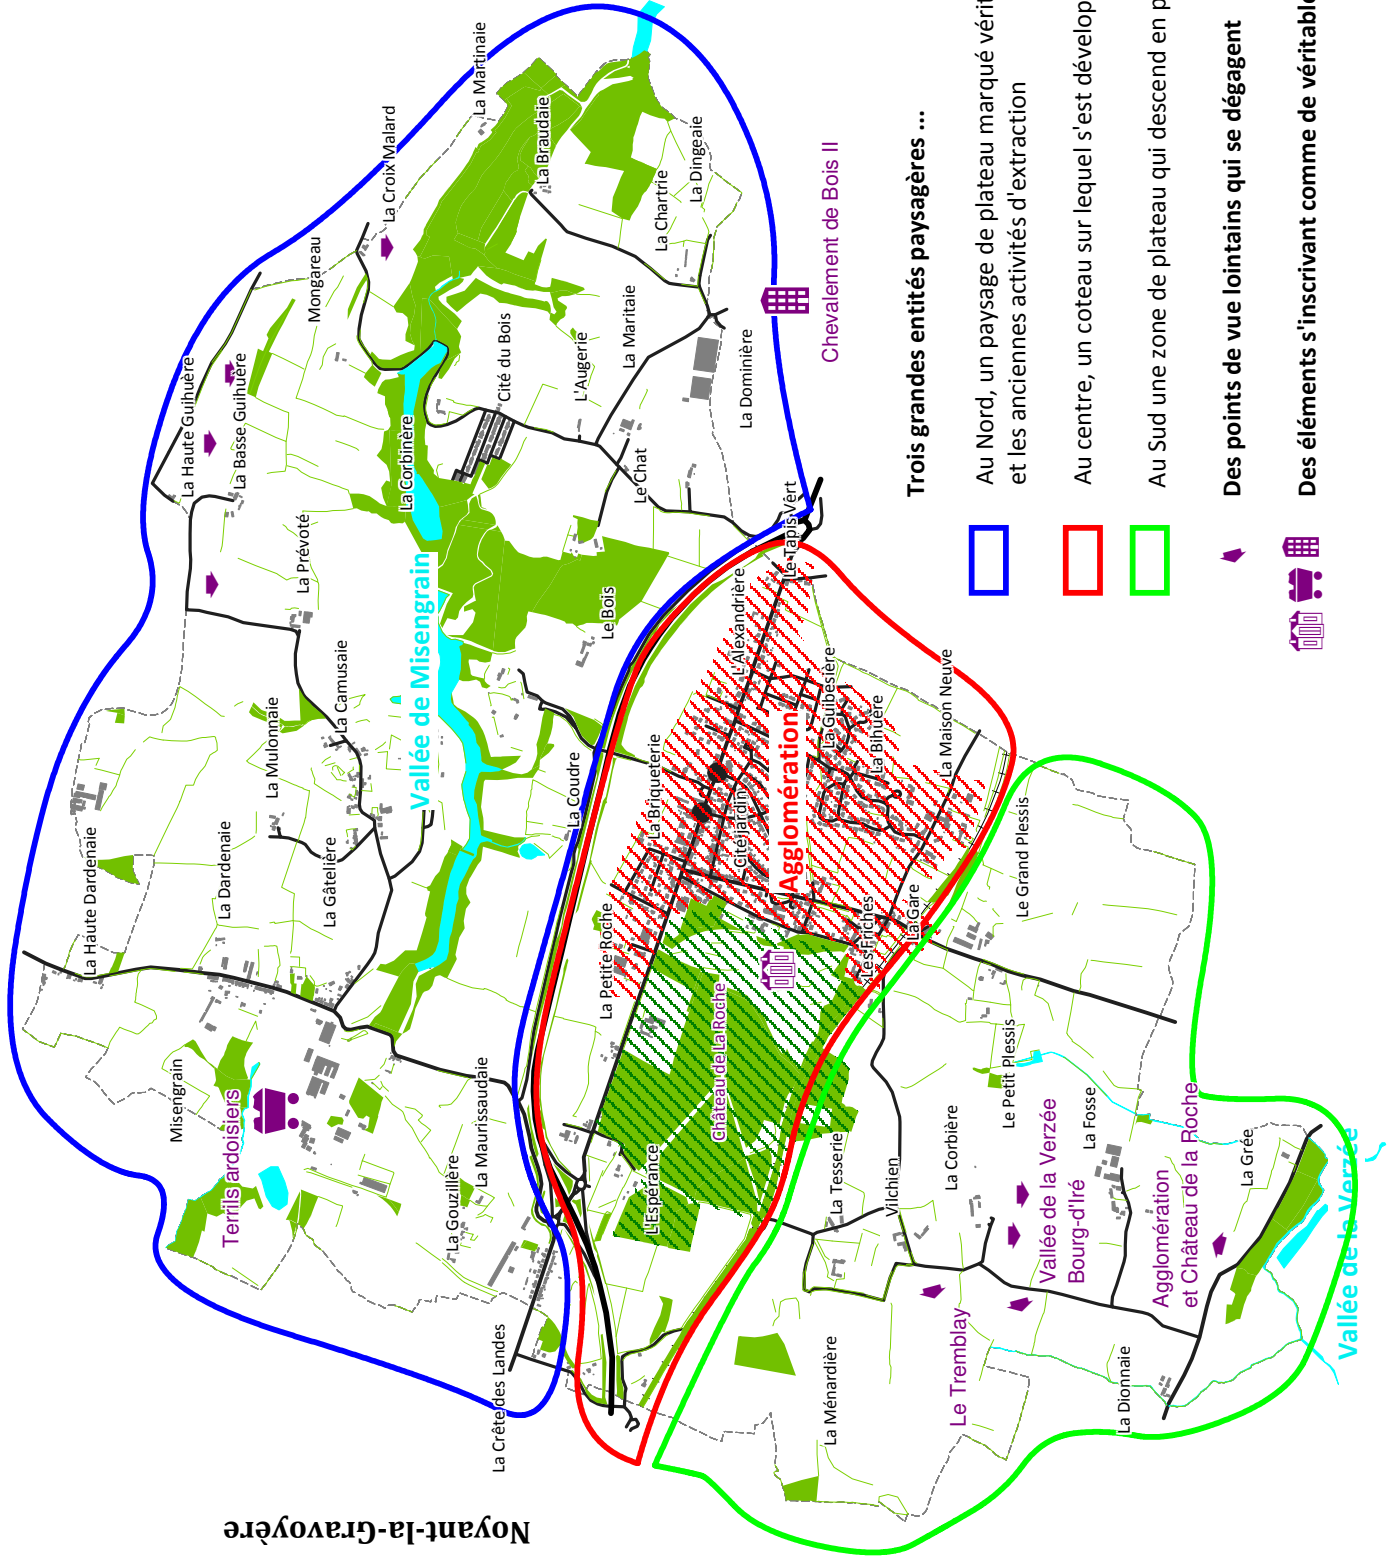 Noyant-la-Gravoyère
La Haute Dardenaie
La Dardenaie
La Gâtelière
La Mulonnaie
La Camusaie
La Prévoté
La Haute Guihuère
La Basse Guihuère
Mongareau
La Croix Malard
La Martinaie
La Braudaie
La Chartrie
La Dingeaie
La Corbinère
Cité du Bois
L'Augerie
La Maritaie
La Dominière
Le Chat
Le Bois
Vallée de Misengrain
La Coudre
Misengrain
Terrils ardoisiers
La Gouzillère
La Maurissaudaie
La Crête des Landes
Chevalement de Bois II
Le Tapis Vert
L'Alexandrière
La Briqueterie
La Petite Roche
Cité jardin
Agglomération
La Guibesière
La Bihuère
La Maison Neuve
Les Friches
La Gare
Château de La Roche
L'Espérance
Le Grand Plessis
Le Petit Plessis
La Tesserie
Vilchien
La Corbière
La Fosse
La Grée
Vallée de la Verzée
Bourg-d'Iré
Agglomération
et Château de la Roche
Le Tremblay
La Ménardière
La Dionnaie
Vallée de la Verzée
Trois grandes entités paysagères ...
Au Nord, un paysage de plateau marqué
et les anciennes activités d'extraction
Au centre, un coteau sur lequel s'est
Au Sud une zone de plateau qui descend en
Des points de vue lointains qui se dégagent
Des éléments s'inscrivant comme de